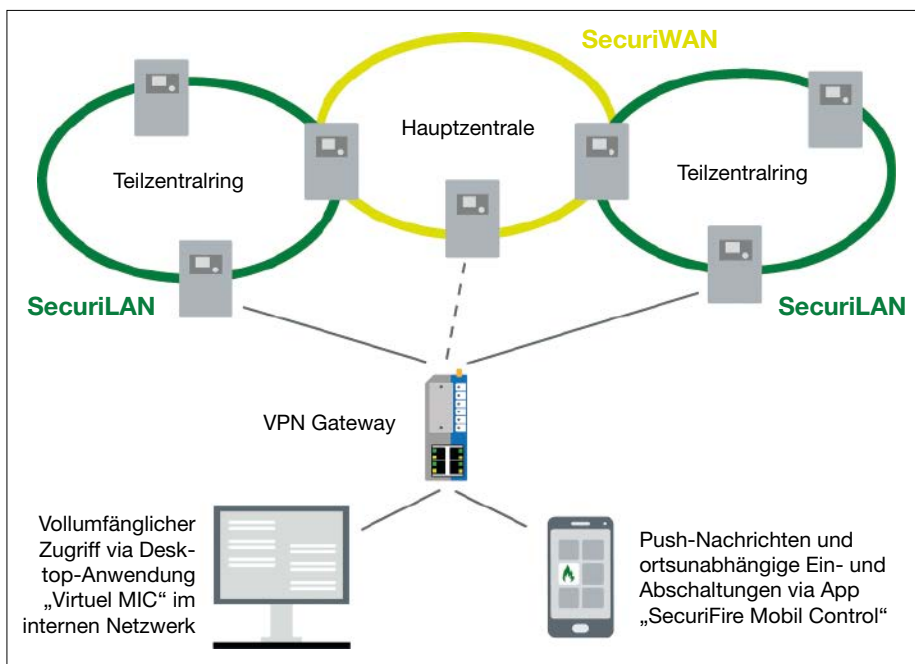 SecuriWAN
Hauptzentrale
Teilzentralring
Teilzentralring
SecuriLAN
SecuriLAN
VPN Gateway
Vollumfänglicher
Zugriff via Desk-
top-Anwendung
„Virtuel MIC“ im
internen Netzwerk
Push-Nachrichten und
ortsunabhängige Ein- und
Abschaltungen via App
„SecuriFire Mobil Control“